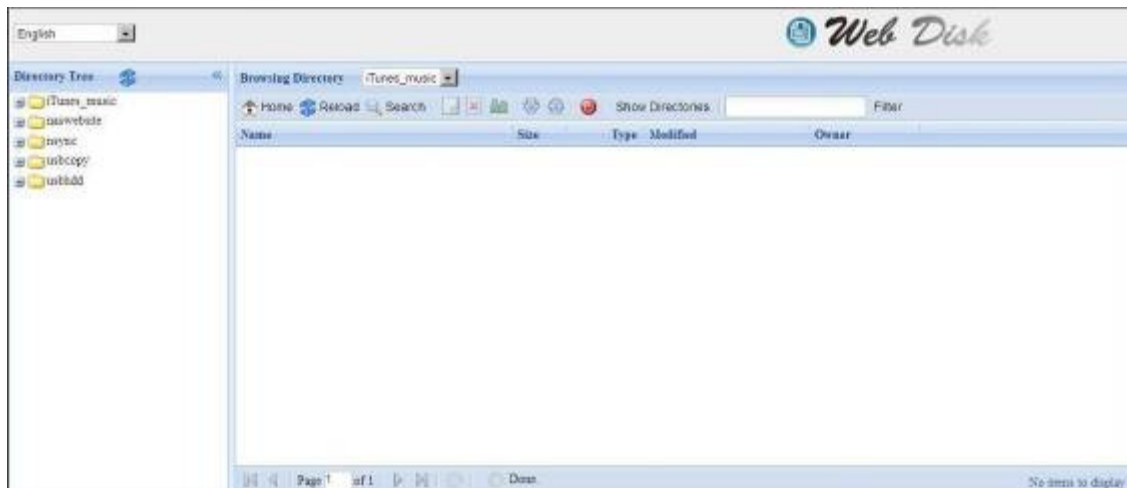 English
Web Disk
Directory Tree
Browsing Directory iTunes_music
iTunes_music
naswebsite
nsync
usbcopy
usbhdd
Home Reload Search Show Directories Filter
Name Size Type Modified Owner
Page 1 of 1 Done.
No items to display